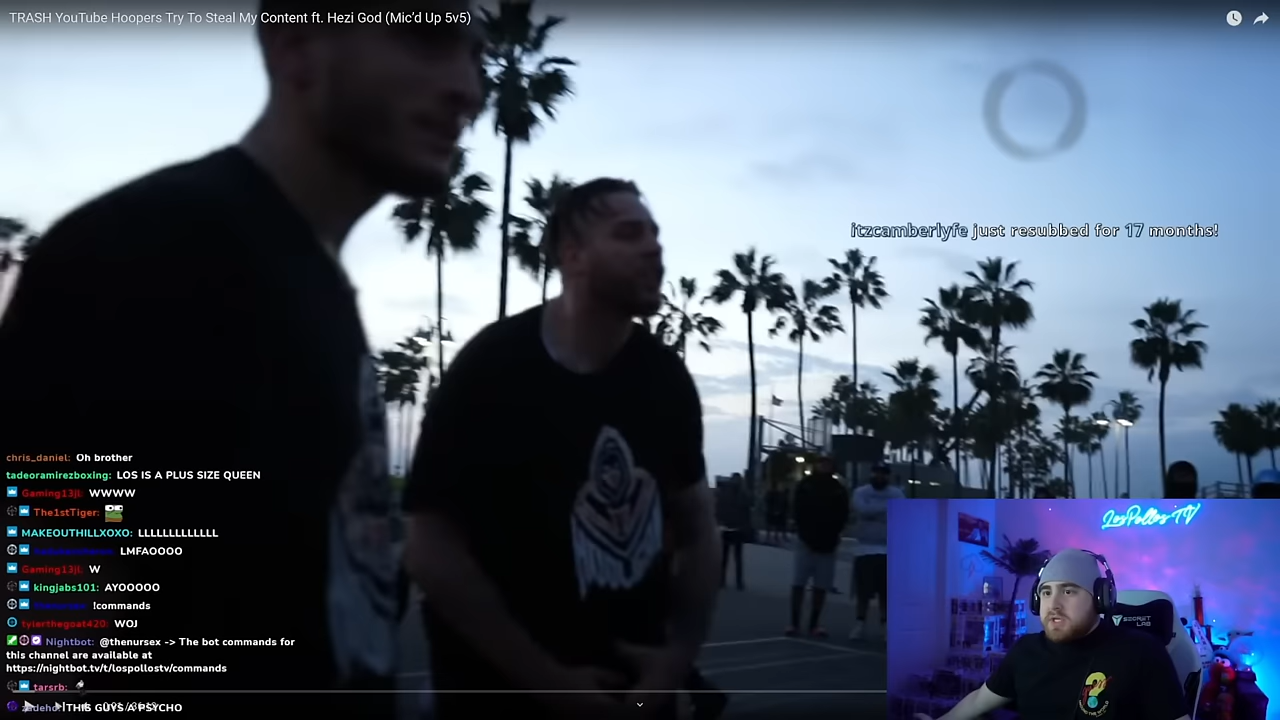 TRASH YouTube Hoopers Try To Steal My Content ft. Hezi God (Mic'd Up 5v5)
itzcamberlyfe just resubbed for 17 months!
chris_daniel: Oh brother
tadeoramirezboxing: LOS IS A PLUS SIZE QUEEN
Gaming13jl: WWWW
The1stTiger:
MAKEOUTHILLXOXO: LLLLLLLLLLLL
LMFAOOOO
Gaming13jl: W
kingjabs101: AYOOOOO
!commands
tylerthegoat420: WOJ
Nightbot: @thenursex -> The bot commands for
this channel are available at
https://nightbot.tv/t/lospollostv/commands
tarsrb:
THIS GUYS A PSYCHO
LosPollosTV
SECRET
LAB